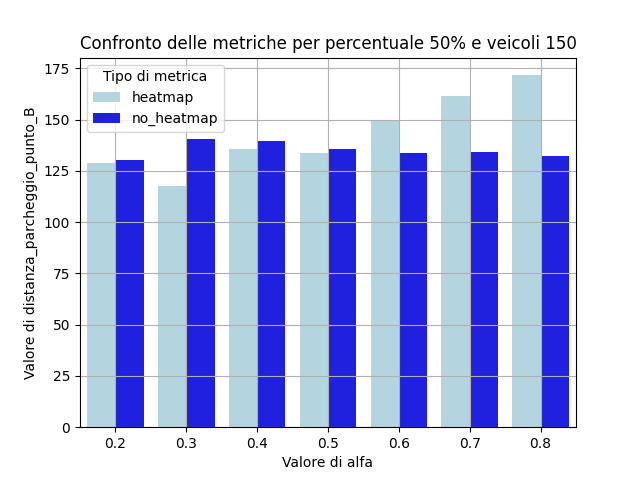 Confronto delle metriche per percentuale 50% e veicoli 150
Valore di distanza_parcheggio_punto_B
175
150
125
100
75
50
25
0
Tipo di metrica
heatmap
no_heatmap
0.2
0.3
0.4
0.5
0.6
0.7
0.8
Valore di alfa